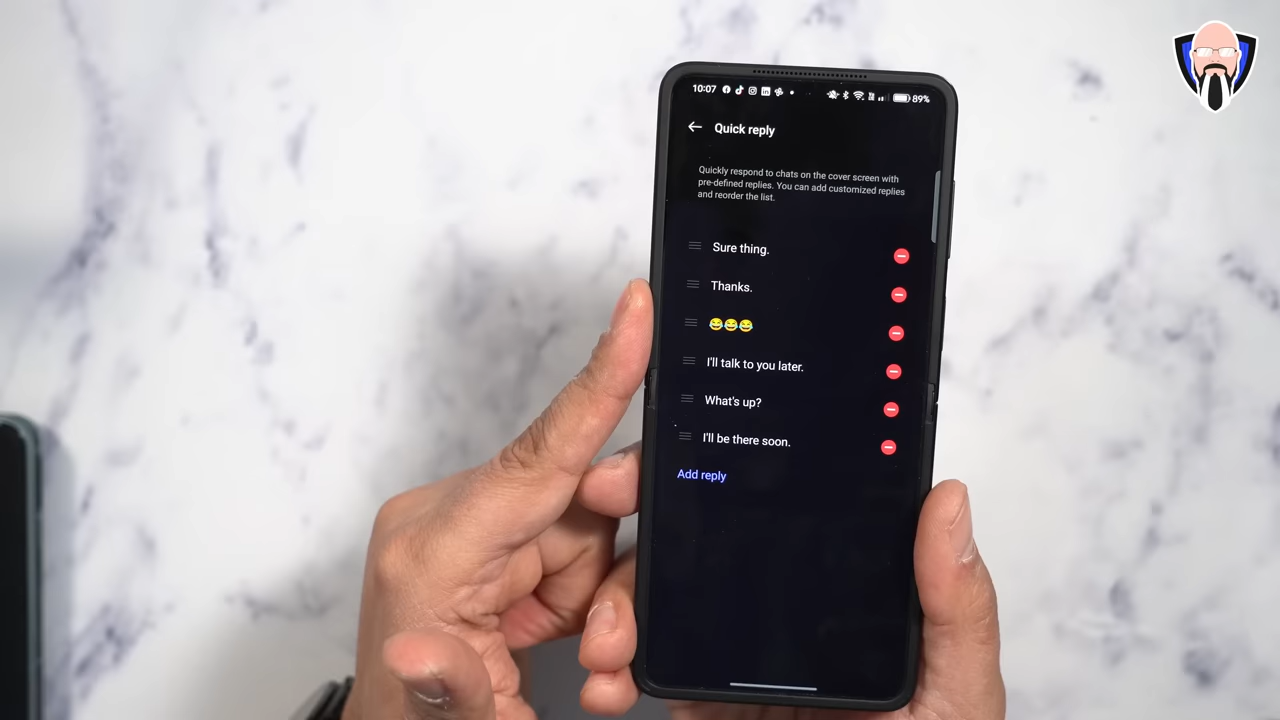 10:07
89%
Quick reply
Quickly respond to chats on the cover screen with
pre-defined replies. You can add customized replies
and reorder the list.
Sure thing.
Thanks.
😂😂😂
I'll talk to you later.
What's up?
I'll be there soon.
Add reply